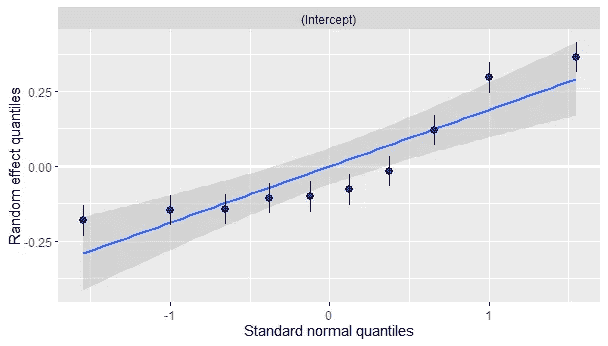 (Intercept)
Random effect quantiles
0.25
0.00
-0.25
-1
0
1
Standard normal quantiles